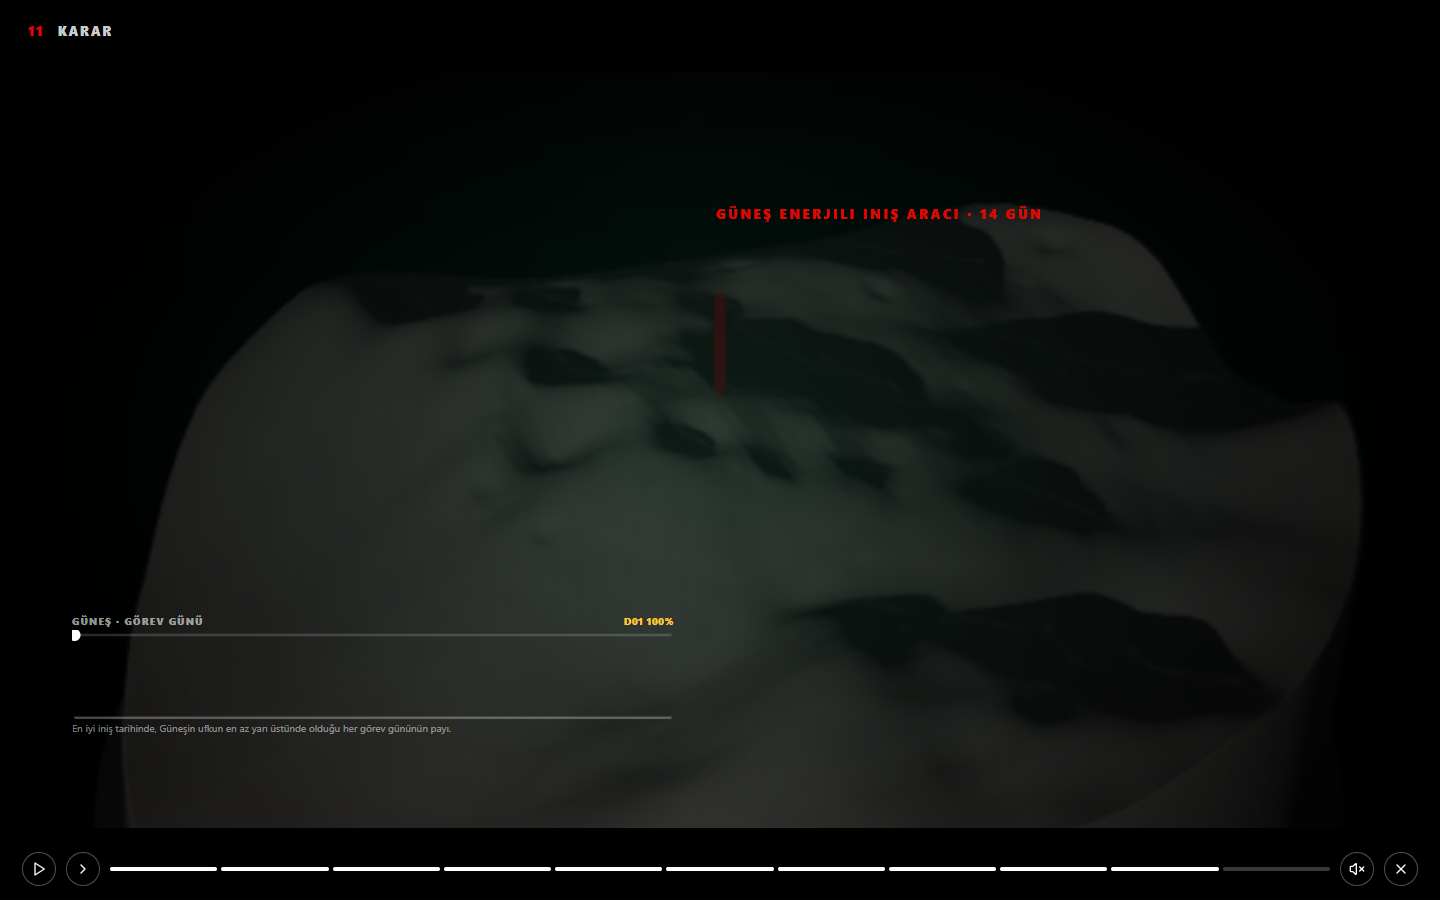 11 KARAR
GÜNEŞ ENERJILI INIŞ ARACI · 14 GÜN
GÜNEŞ · GÖREV GÜNÜ D01 100%
En iyi iniş tarihinde, Güneşin ufkun en az yarı üstünde olduğu her görev gününün payı.